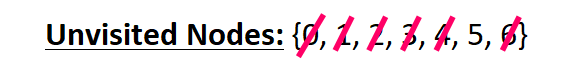 Unvisited Nodes: {0, 1, 2, 3, 4, 5, 6}